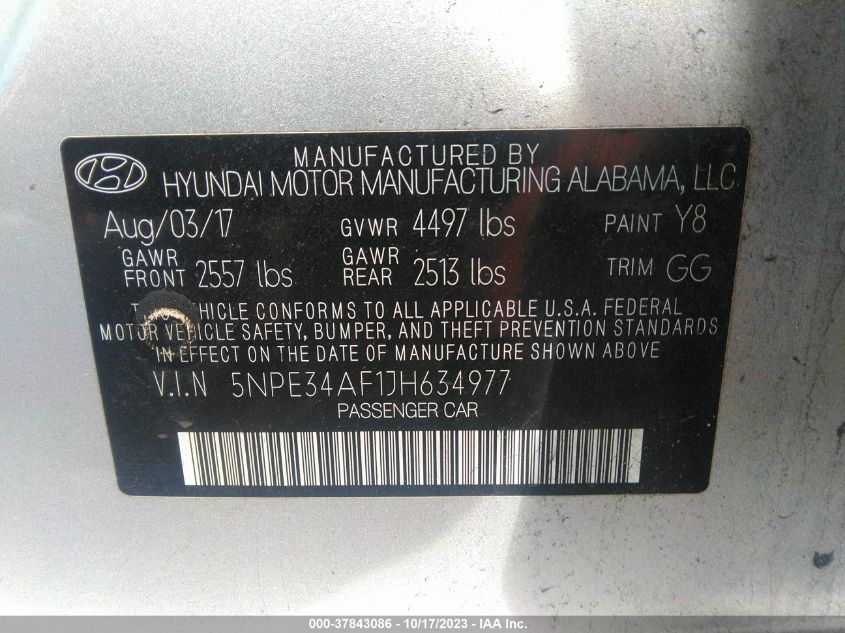 MANUFACTURED BY
HYUNDAI MOTOR MANUFACTURING ALABAMA, LLC
Aug/03/17 GVWR 4497 lbs PAINT Y8
GAWR FRONT 2557 lbs GAWR REAR 2513 lbs TRIM GG
VEHICLE CONFORMS TO ALL APPLICABLE U.S.A. FEDERAL
MOTOR VEHICLE SAFETY, BUMPER, AND THEFT PREVENTION STANDARDS
IN EFFECT ON THE DATE OF MANUFACTURE SHOWN ABOVE
V.I.N 5NPE34AF1JH634977
PASSENGER CAR
000-37843086 - 10/17/2023 - IAA Inc.